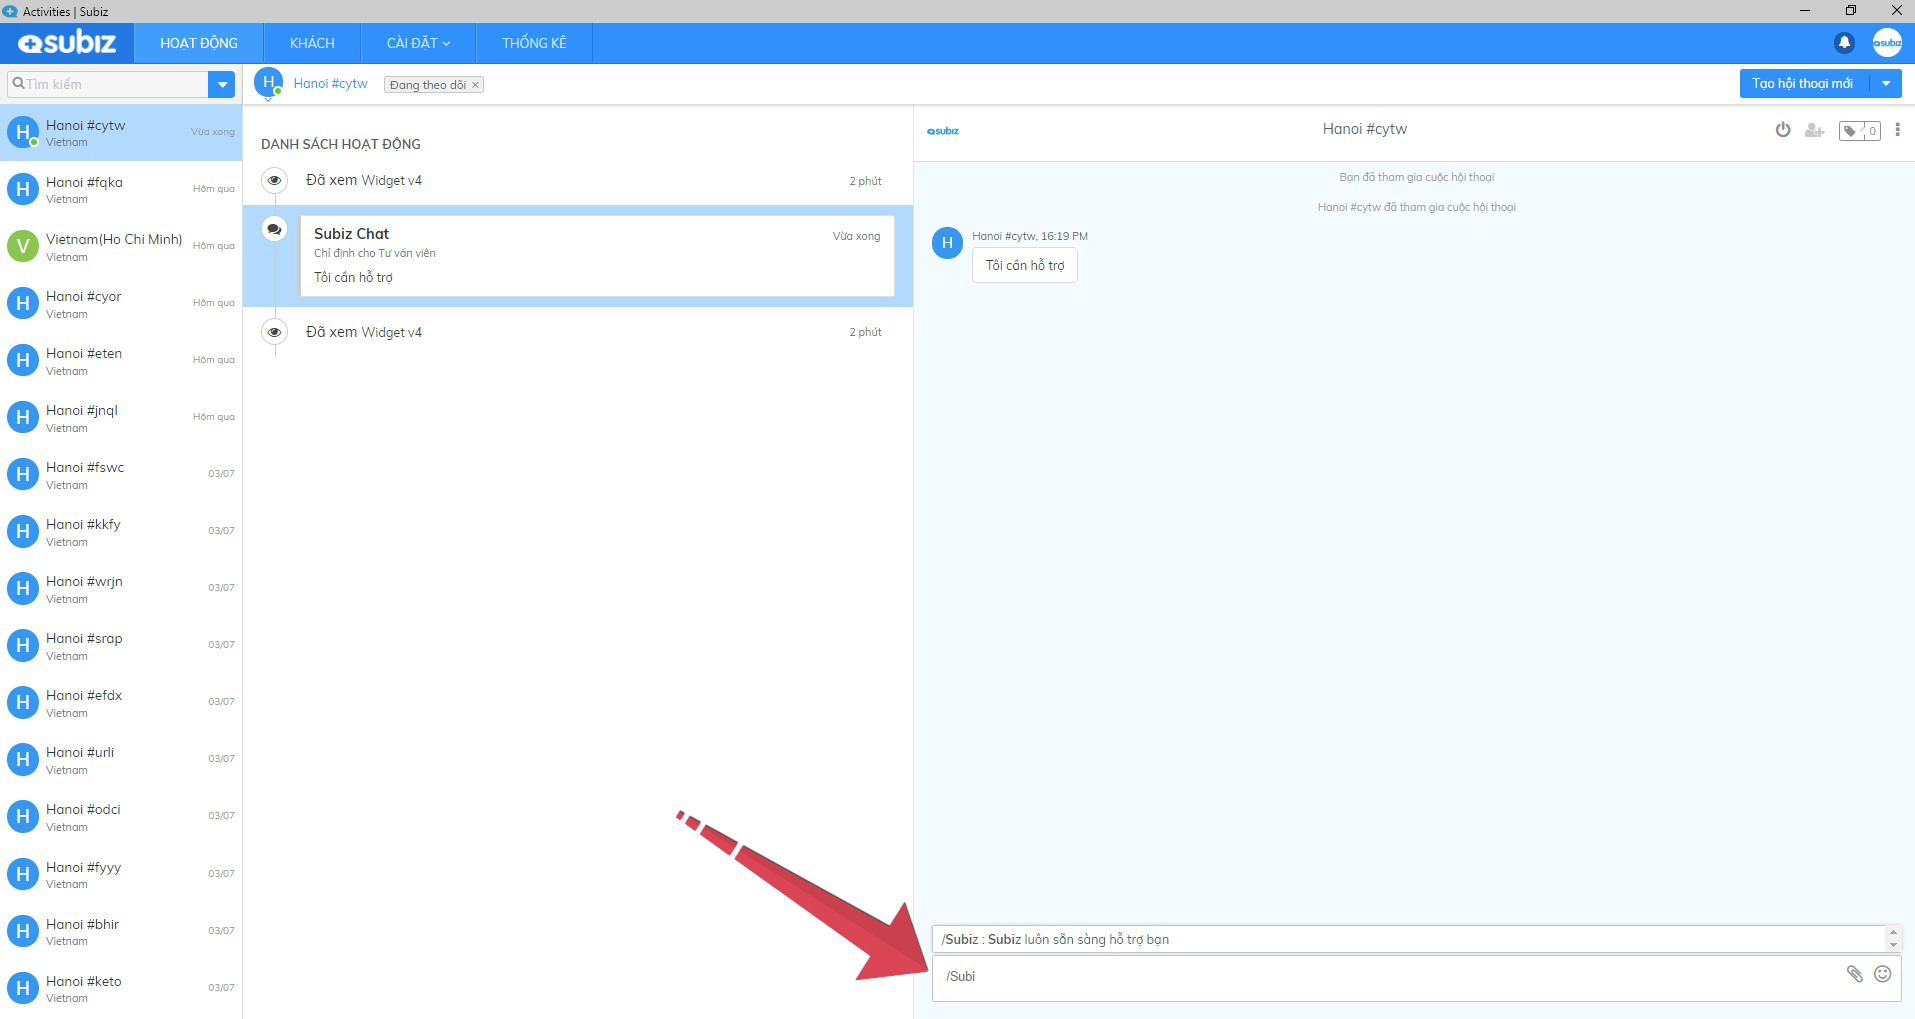 Activities | Subiz
subiz
HOẠT ĐỘNG
KHÁCH
CÀI ĐẶT
THỐNG KÊ
subiz
Tìm kiếm
H
Hanoi #cytw
Đang theo dõi ×
Tạo hội thoại mới
H
Hanoi #cytw
Vừa xong
Vietnam
H
Hanoi #fqka
Hôm qua
Vietnam
V
Vietnam(Ho Chi Minh)
Hôm qua
Vietnam
H
Hanoi #cyor
Hôm qua
Vietnam
H
Hanoi #eten
Hôm qua
Vietnam
H
Hanoi #jnql
Hôm qua
Vietnam
H
Hanoi #fswc
03/07
Vietnam
H
Hanoi #kkfy
03/07
Vietnam
H
Hanoi #wrjn
03/07
Vietnam
H
Hanoi #srap
03/07
Vietnam
H
Hanoi #efdx
03/07
Vietnam
H
Hanoi #urli
03/07
Vietnam
H
Hanoi #odci
03/07
Vietnam
H
Hanoi #fyyy
03/07
Vietnam
H
Hanoi #bhir
03/07
Vietnam
H
Hanoi #keto
03/07
Vietnam
DANH SÁCH HOẠT ĐỘNG
Đã xem Widget v4
2 phút
Subiz Chat
Vừa xong
Chỉ định cho Tư vấn viên
Tôi cần hỗ trợ
Đã xem Widget v4
2 phút
subiz
Hanoi #cytw
0
Bạn đã tham gia cuộc hội thoại
Hanoi #cytw đã tham gia cuộc hội thoại
H
Hanoi #cytw, 16:19 PM
Tôi cần hỗ trợ
/Subiz : Subiz luôn sẵn sàng hỗ trợ bạn
/Subi